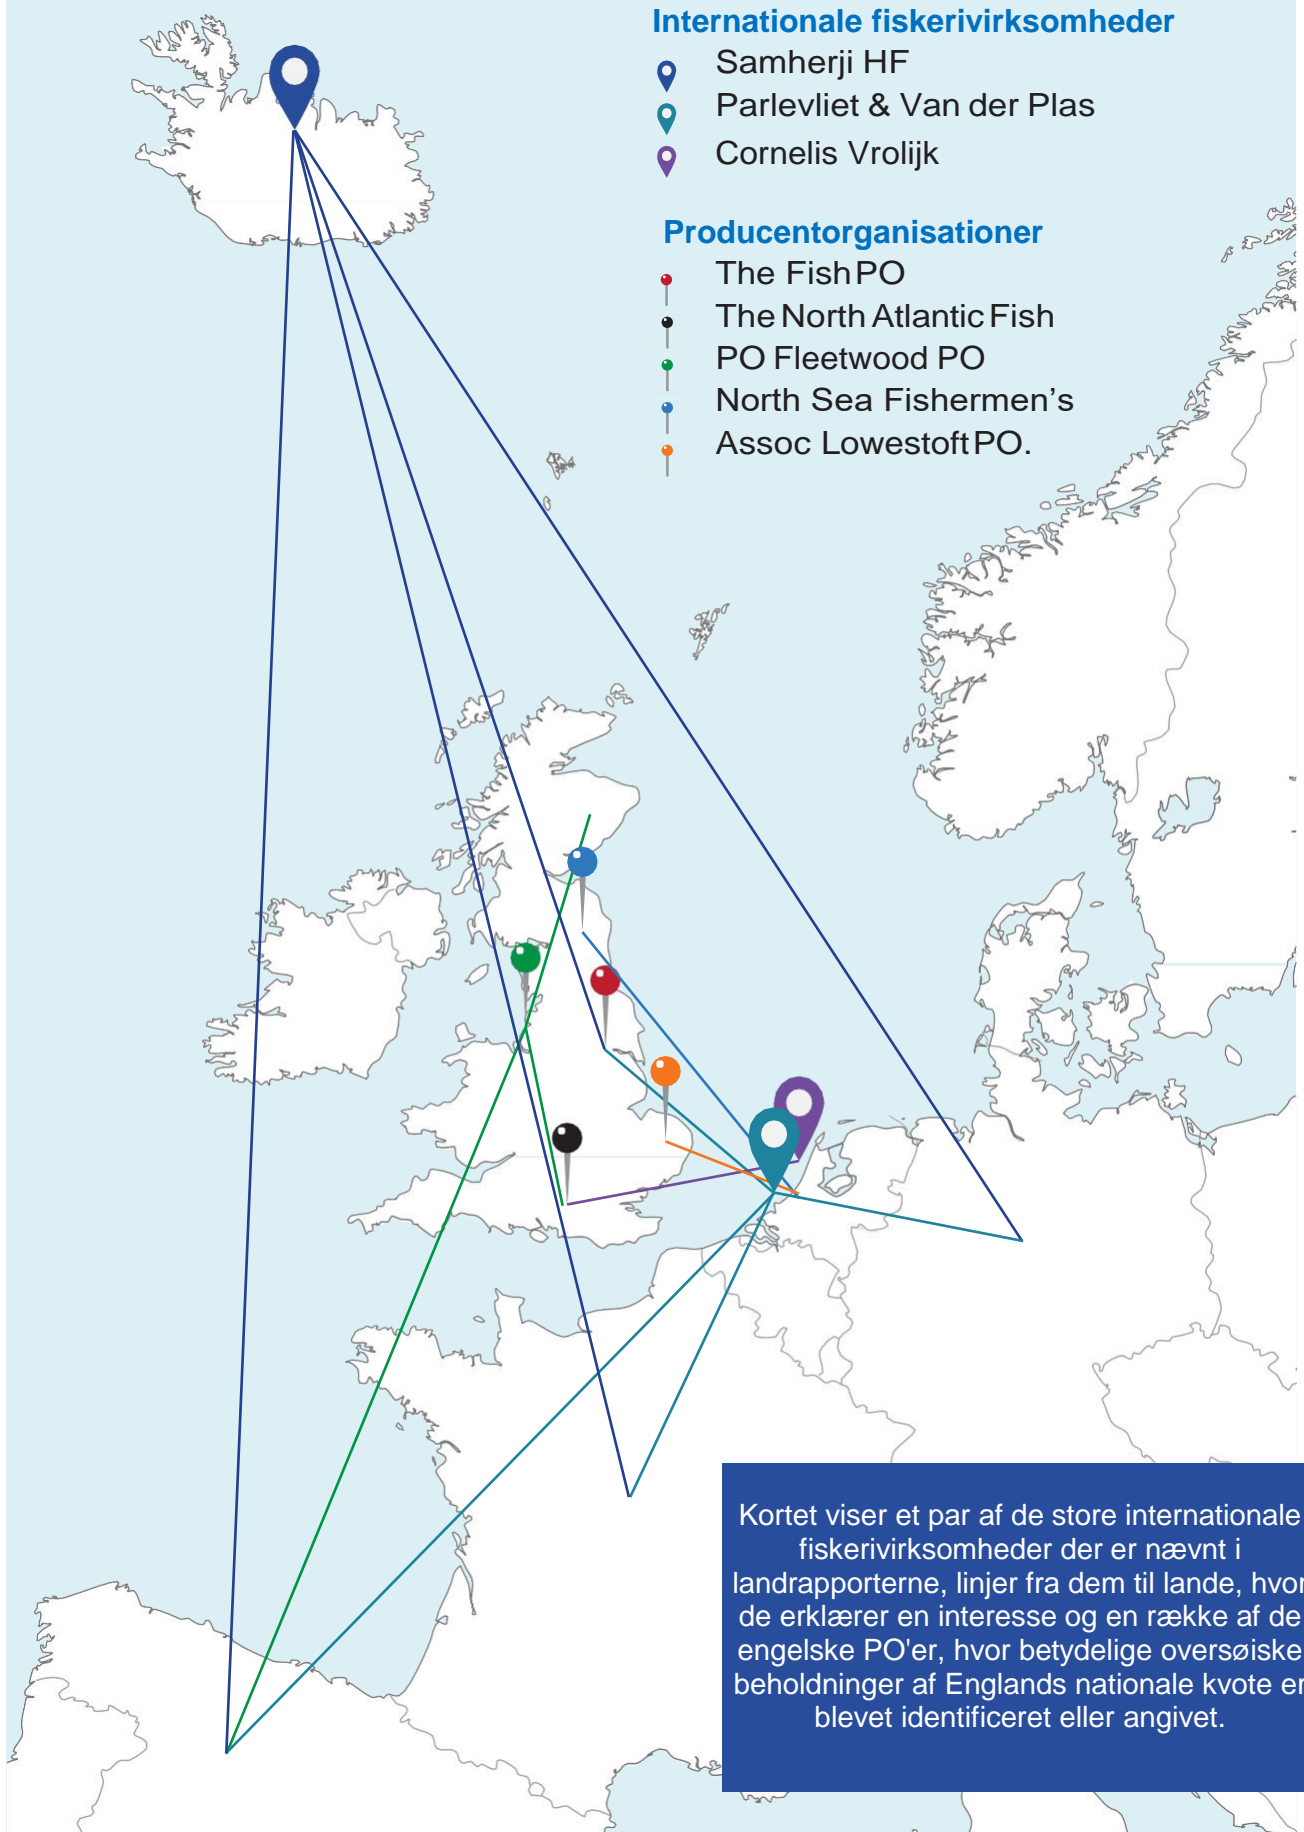 Internationale fiskerivirksomheder
Samherji HF
Parlevliet & Van der Plas
Cornelis Vrolijk
Producentorganisationer
The Fish PO
The North Atlantic Fish
PO Fleetwood PO
North Sea Fishermen's
Assoc Lowestoft PO.
Kortet viser et par af de store internationale
fiskerivirksomheder der er nævnt i
landrapporterne, linjer fra dem til lande, hvor
de erklærer en interesse og en række af de
engelske PO'er, hvor betydelige oversøiske
beholdninger af Englands nationale kvote er
blevet identificeret eller angivet.